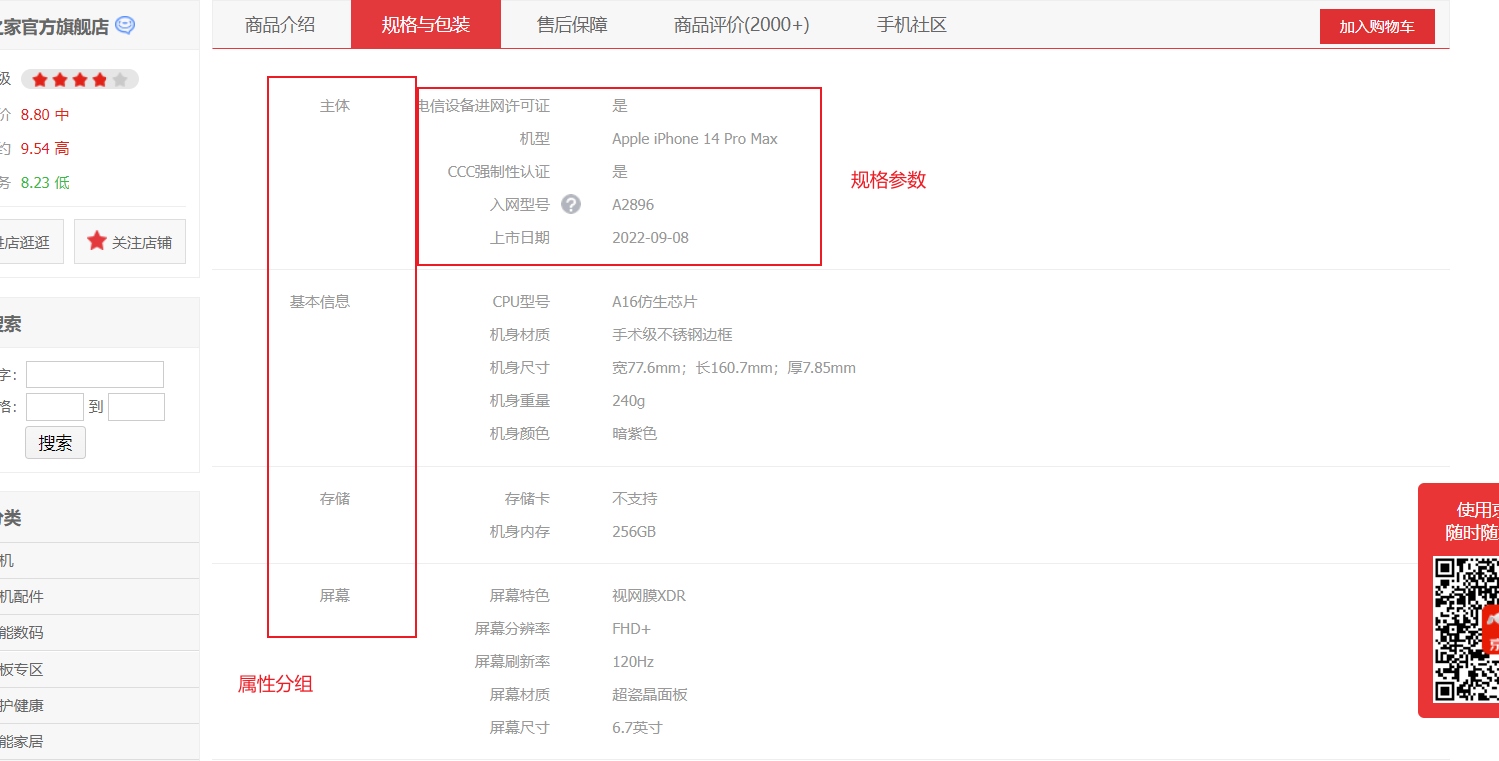 家官方旗舰店
商品介绍 规格与包装 售后保障 商品评价(2000+) 手机社区 加入购物车
级
价 8.80 中
约 9.54 高
务 8.23 低
店逛逛 关注店铺
搜索
字：
格： 到
搜索
分类
机
机配件
能数码
板专区
护健康
能家居
主体 电信设备进网许可证 是
机型 Apple iPhone 14 Pro Max
CCC强制性认证 是
入网型号 ? A2896
上市日期 2022-09-08
规格参数
基本信息 CPU型号 A16仿生芯片
机身材质 手术级不锈钢边框
机身尺寸 宽77.6mm；长160.7mm；厚7.85mm
机身重量 240g
机身颜色 暗紫色
存储 存储卡 不支持
机身内存 256GB
屏幕 屏幕特色 视网膜XDR
屏幕分辨率 FHD+
屏幕刷新率 120Hz
屏幕材质 超瓷晶面板
屏幕尺寸 6.7英寸
属性分组
使用
随时随